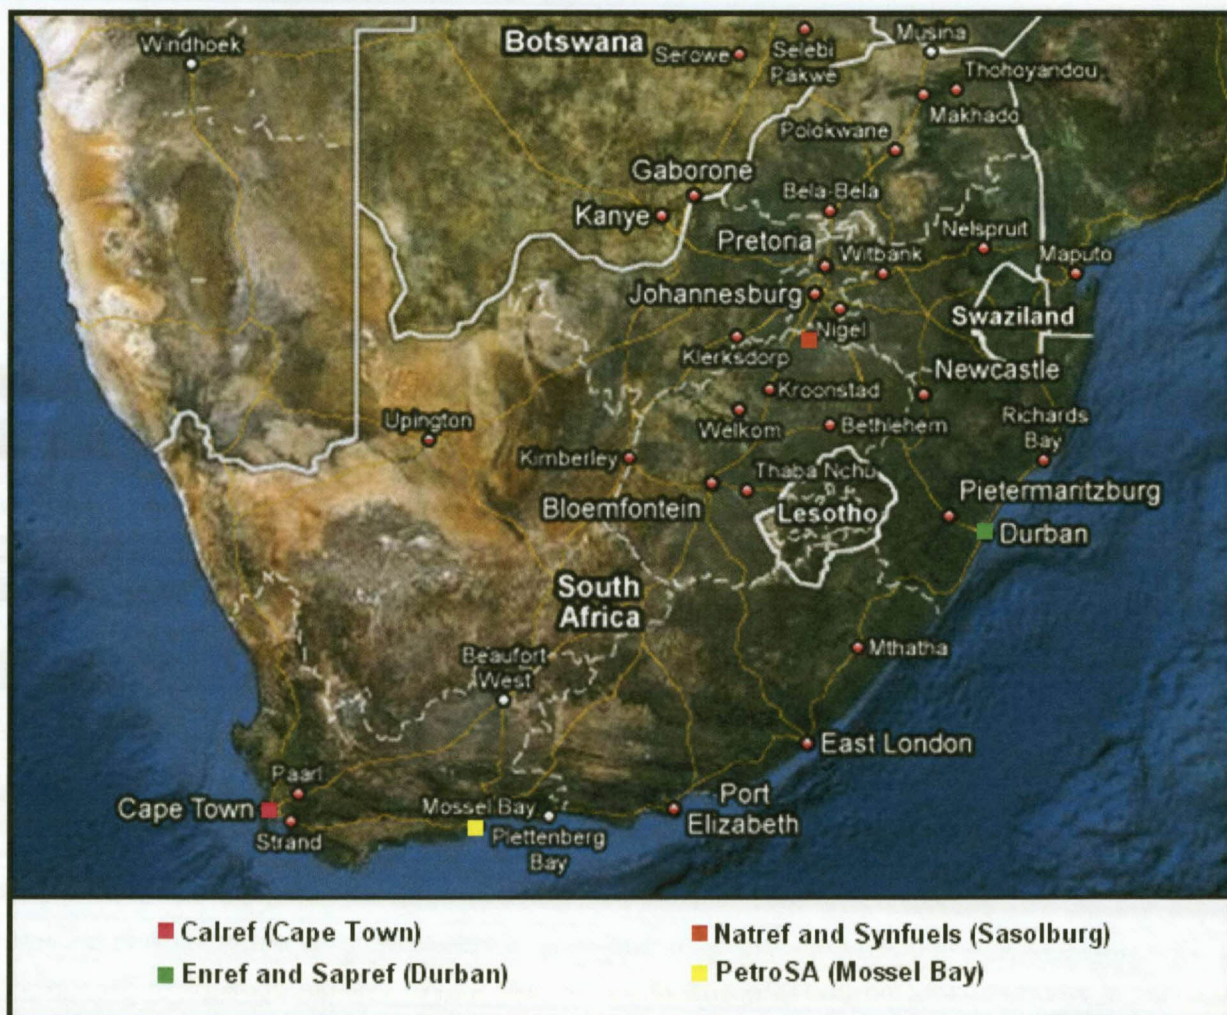 Windhoek
Botswana
Serowe
Selebi
Pakwe
Musina
Thohoyandou
Makhado
Polokwane
Gaborone
Kanye
Bela-Bela
Pretoria
Witbank
Nelspruit
Maputo
Johannesburg
Nigel
Swaziland
Klerksdorp
Newcastle
Kroonstad
Upington
Welkom
Bethlehem
Richards
Bay
Kimberley
Thaba Nchu
Bloemfontein
Lesotho
Pietermaritzburg
Durban
South
Africa
Beaufort
West
Mthatha
East London
Paarl
Cape Town
Strand
Mossel Bay
Plettenberg
Bay
Port
Elizabeth
Calref (Cape Town)
Natref and Synfuels (Sasolburg)
Enref and Sapref (Durban)
PetroSA (Mossel Bay)